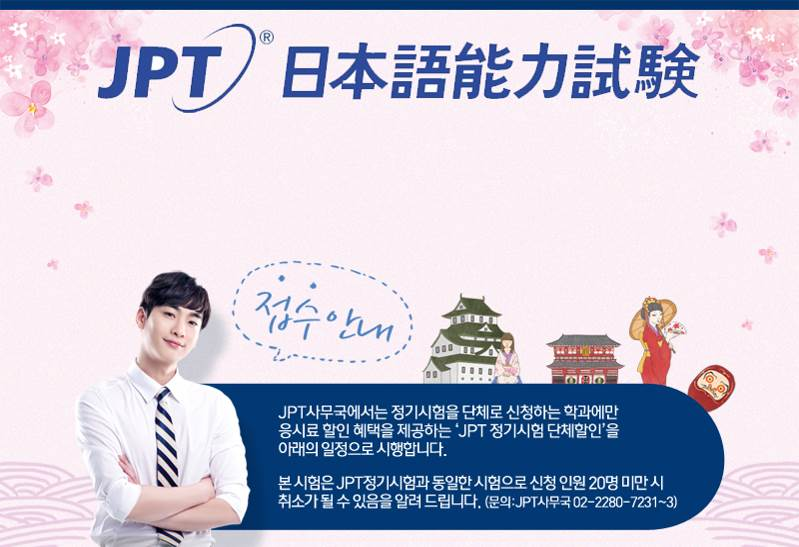 JPT® 日本語能力試験
접수안내
JPT사무국에서는 정기시험을 단체로 신청하는 학과에만
응시료 할인 혜택을 제공하는 ‘JPT 정기시험 단체할인’을
아래의 일정으로 시행합니다.
본 시험은 JPT정기시험과 동일한 시험으로 신청 인원 20명 미만 시
취소가 될 수 있음을 알려 드립니다. (문의:JPT사무국 02-2280-7231~3)